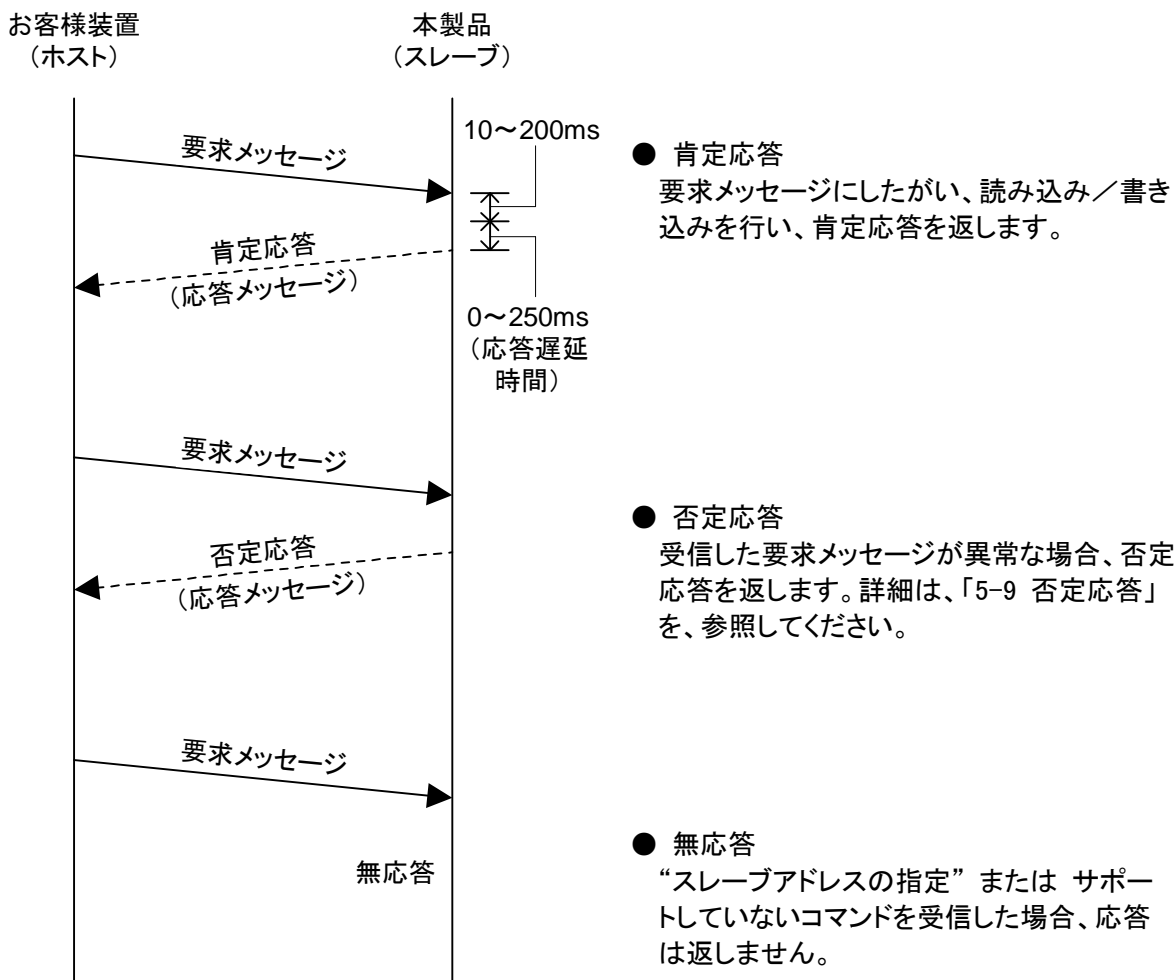 お客様装置
（ホスト）
本製品
（スレーブ）
要求メッセージ
10～200ms
肯定応答
（応答メッセージ）
0～250ms
（応答遅延
時間）
● 肯定応答
要求メッセージにしたがい、読み込み／書き
込みを行い、肯定応答を返します。
要求メッセージ
否定応答
（応答メッセージ）
● 否定応答
受信した要求メッセージが異常な場合、否定
応答を返します。詳細は、「5-9 否定応答」
を、参照してください。
要求メッセージ
無応答
● 無応答
“スレーブアドレスの指定” または サポー
トしていないコマンドを受信した場合、応答
は返しません。